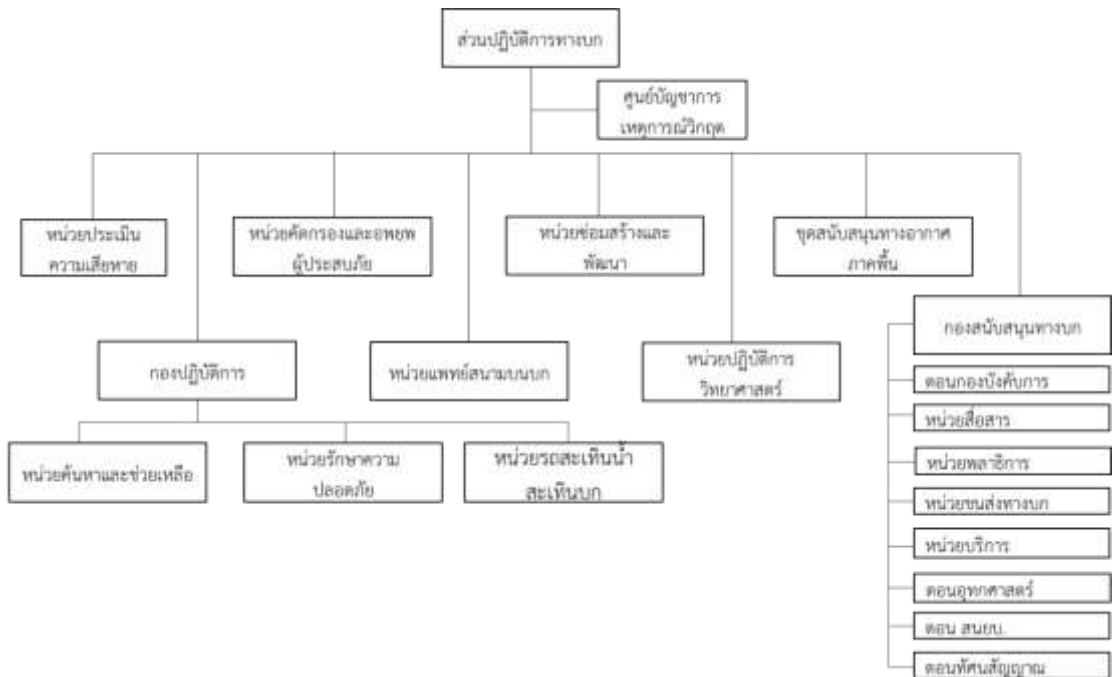 ส่วนปฏิบัติการทางบก
ศูนย์บัญชาการ
เหตุการณ์วิกฤต
หน่วยประเมิน
ความเสียหาย
หน่วยคัดกรองและอพยพ
ผู้ประสบภัย
หน่วยซ่อมสร้างและ
พัฒนา
ชุดสนับสนุนทางอากาศ
ภาคพื้น
กองปฏิบัติการ
หน่วยแพทย์สนามบนบก
หน่วยปฏิบัติการ
วิทยาศาสตร์
กองสนับสนุนทางบก
หน่วยค้นหาและช่วยเหลือ
หน่วยรักษาความ
ปลอดภัย
หน่วยรถสะเทินน้ำ
สะเทินบก
ตอนกองบังคับการ
หน่วยสื่อสาร
หน่วยพลาธิการ
หน่วยขนส่งทางบก
หน่วยบริการ
ตอนอุทกศาสตร์
ตอน สนยบ.
ตอนทัศนสัญญาณ